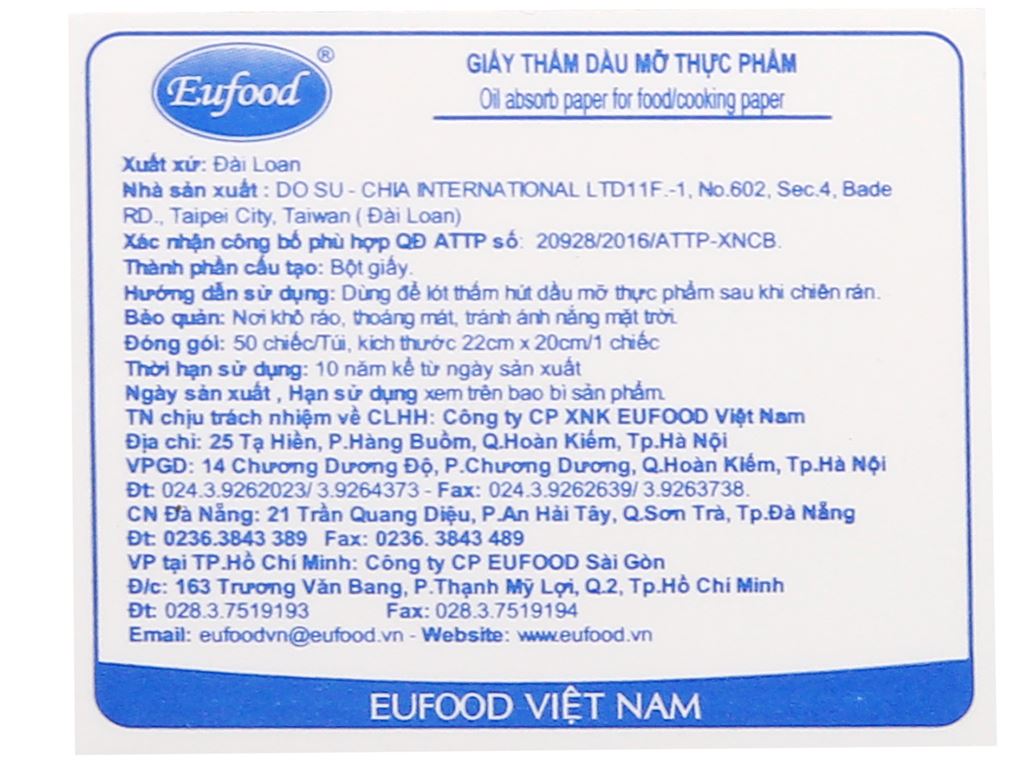 Eufood ®
GIẤY THẤM DẦU MỠ THỰC PHẨM
Oil absorb paper for food/cooking paper
Xuất xứ: Đài Loan
Nhà sản xuất : DO SU - CHIA INTERNATIONAL LTD11F.-1, No.602, Sec.4, Bade
RD., Taipei City, Taiwan ( Đài Loan)
Xác nhận công bố phù hợp QĐ ATTP số: 20928/2016/ATTP-XNCB.
Thành phần cấu tạo: Bột giấy.
Hướng dẫn sử dụng: Dùng để lót thấm hút dầu mỡ thực phẩm sau khi chiên rán.
Bảo quản: Nơi khô ráo, thoáng mát, tránh ánh nắng mặt trời.
Đóng gói: 50 chiếc/Túi, kích thước 22cm x 20cm/1 chiếc
Thời hạn sử dụng: 10 năm kể từ ngày sản xuất
Ngày sản xuất , Hạn sử dụng xem trên bao bì sản phẩm.
TN chịu trách nhiệm về CLHH: Công ty CP XNK EUFOOD Việt Nam
Địa chỉ: 25 Tạ Hiền, P.Hàng Buồm, Q.Hoàn Kiếm, Tp.Hà Nội
VPGD: 14 Chương Dương Độ, P.Chương Dương, Q.Hoàn Kiếm, Tp.Hà Nội
Đt: 024.3.9262023/ 3.9264373 - Fax: 024.3.9262639/ 3.9263738.
CN Đà Nẵng: 21 Trần Quang Diệu, P.An Hải Tây, Q.Sơn Trà, Tp.Đà Nẵng
Đt: 0236.3843 389 Fax: 0236. 3843 489
VP tại TP.Hồ Chí Minh: Công ty CP EUFOOD Sài Gòn
Đ/c: 163 Trương Văn Bang, P.Thạnh Mỹ Lợi, Q.2, Tp.Hồ Chí Minh
Đt: 028.3.7519193 Fax: 028.3.7519194
Email: eufoodvn@eufood.vn - Website: www.eufood.vn
EUFOOD VIỆT NAM